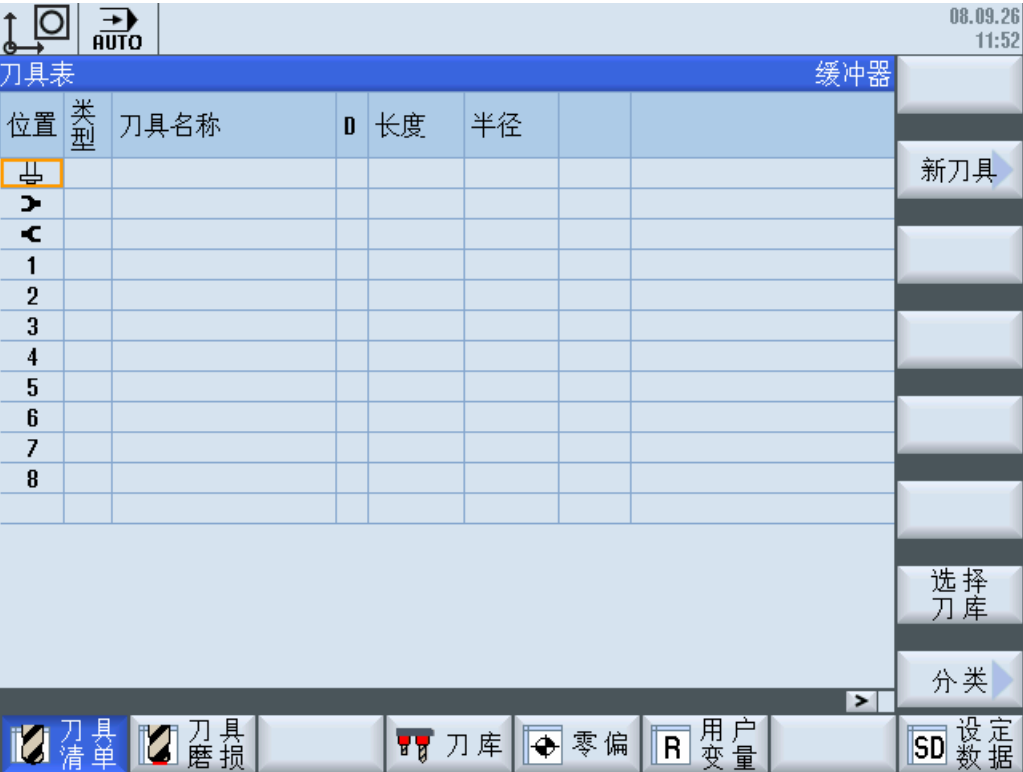 08.09.26
AUTO
11:52
刀具表 缓冲器
位置 类型 刀具名称 D 长度 半径
新刀具
1
2
3
4
5
6
7
8
选择
刀库
分类
>
刀具
清单
刀具
磨损
刀库
零偏
R 用户
变量
SD 设定
数据